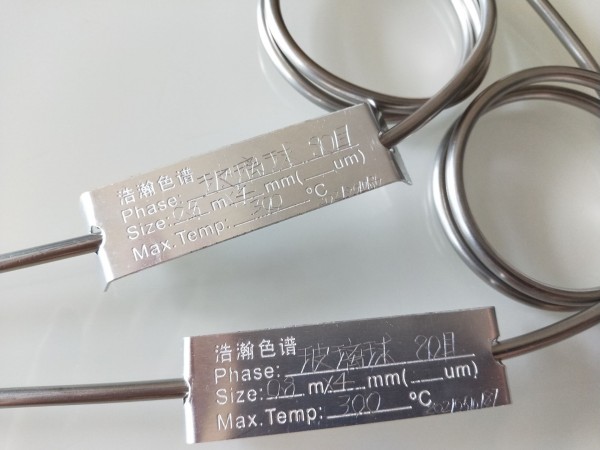 浩瀚色谱
Phase: 玻璃球 80目
Size: 0.8 m/4 mm(___um)
Max.Temp: 300 °C
浩瀚色谱
Phase: 玻璃球 80目
Size: 0.8 m/4 mm(___um)
Max.Temp: 300 °C